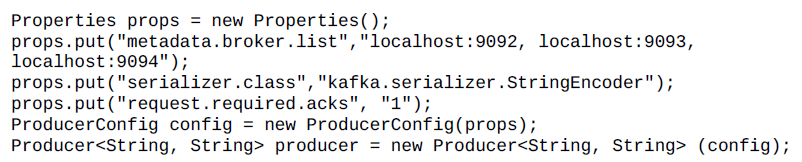 Properties props = new Properties();
props.put("metadata.broker.list","localhost:9092, localhost:9093,
localhost:9094");
props.put("serializer.class","kafka.serializer.StringEncoder");
props.put("request.required.acks", "1");
ProducerConfig config = new ProducerConfig(props);
Producer<String, String> producer = new Producer<String, String> (config);